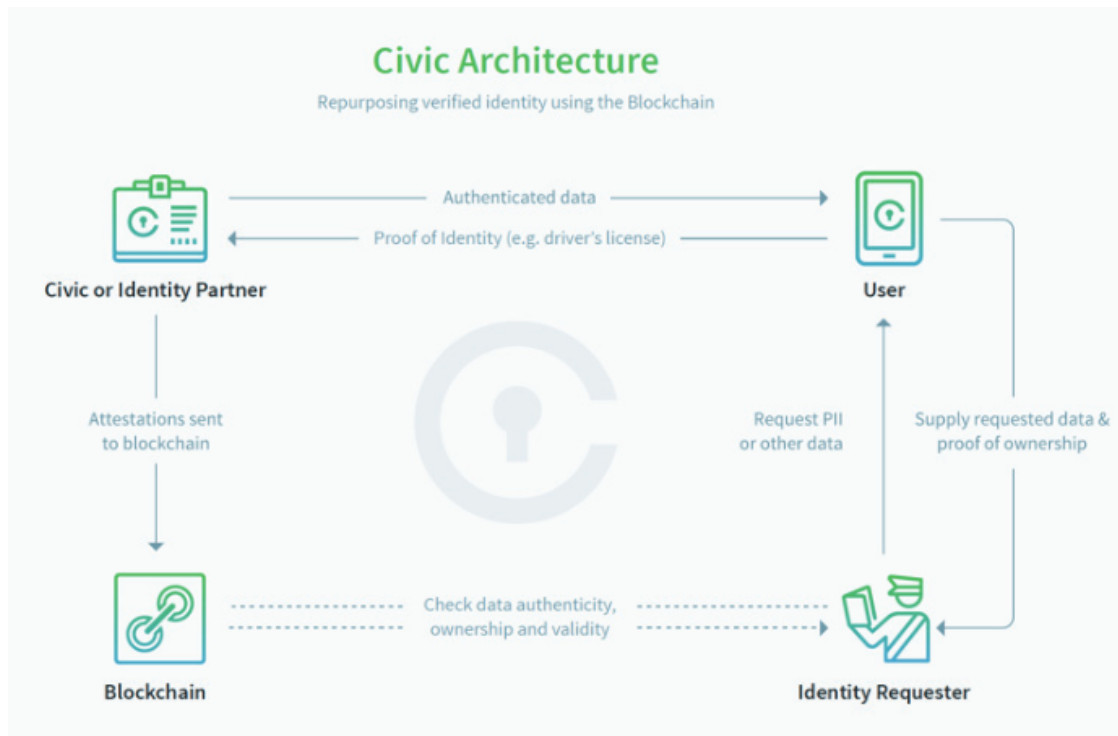 Civic Architecture
Repurposing verified identity using the Blockchain
Authenticated data
Proof of Identity (e.g. driver's license)
Civic or Identity Partner
User
Attestations sent
to blockchain
Request PII
or other data
Supply requested data &
proof of ownership
Check data authenticity,
ownership and validity
Blockchain
Identity Requester